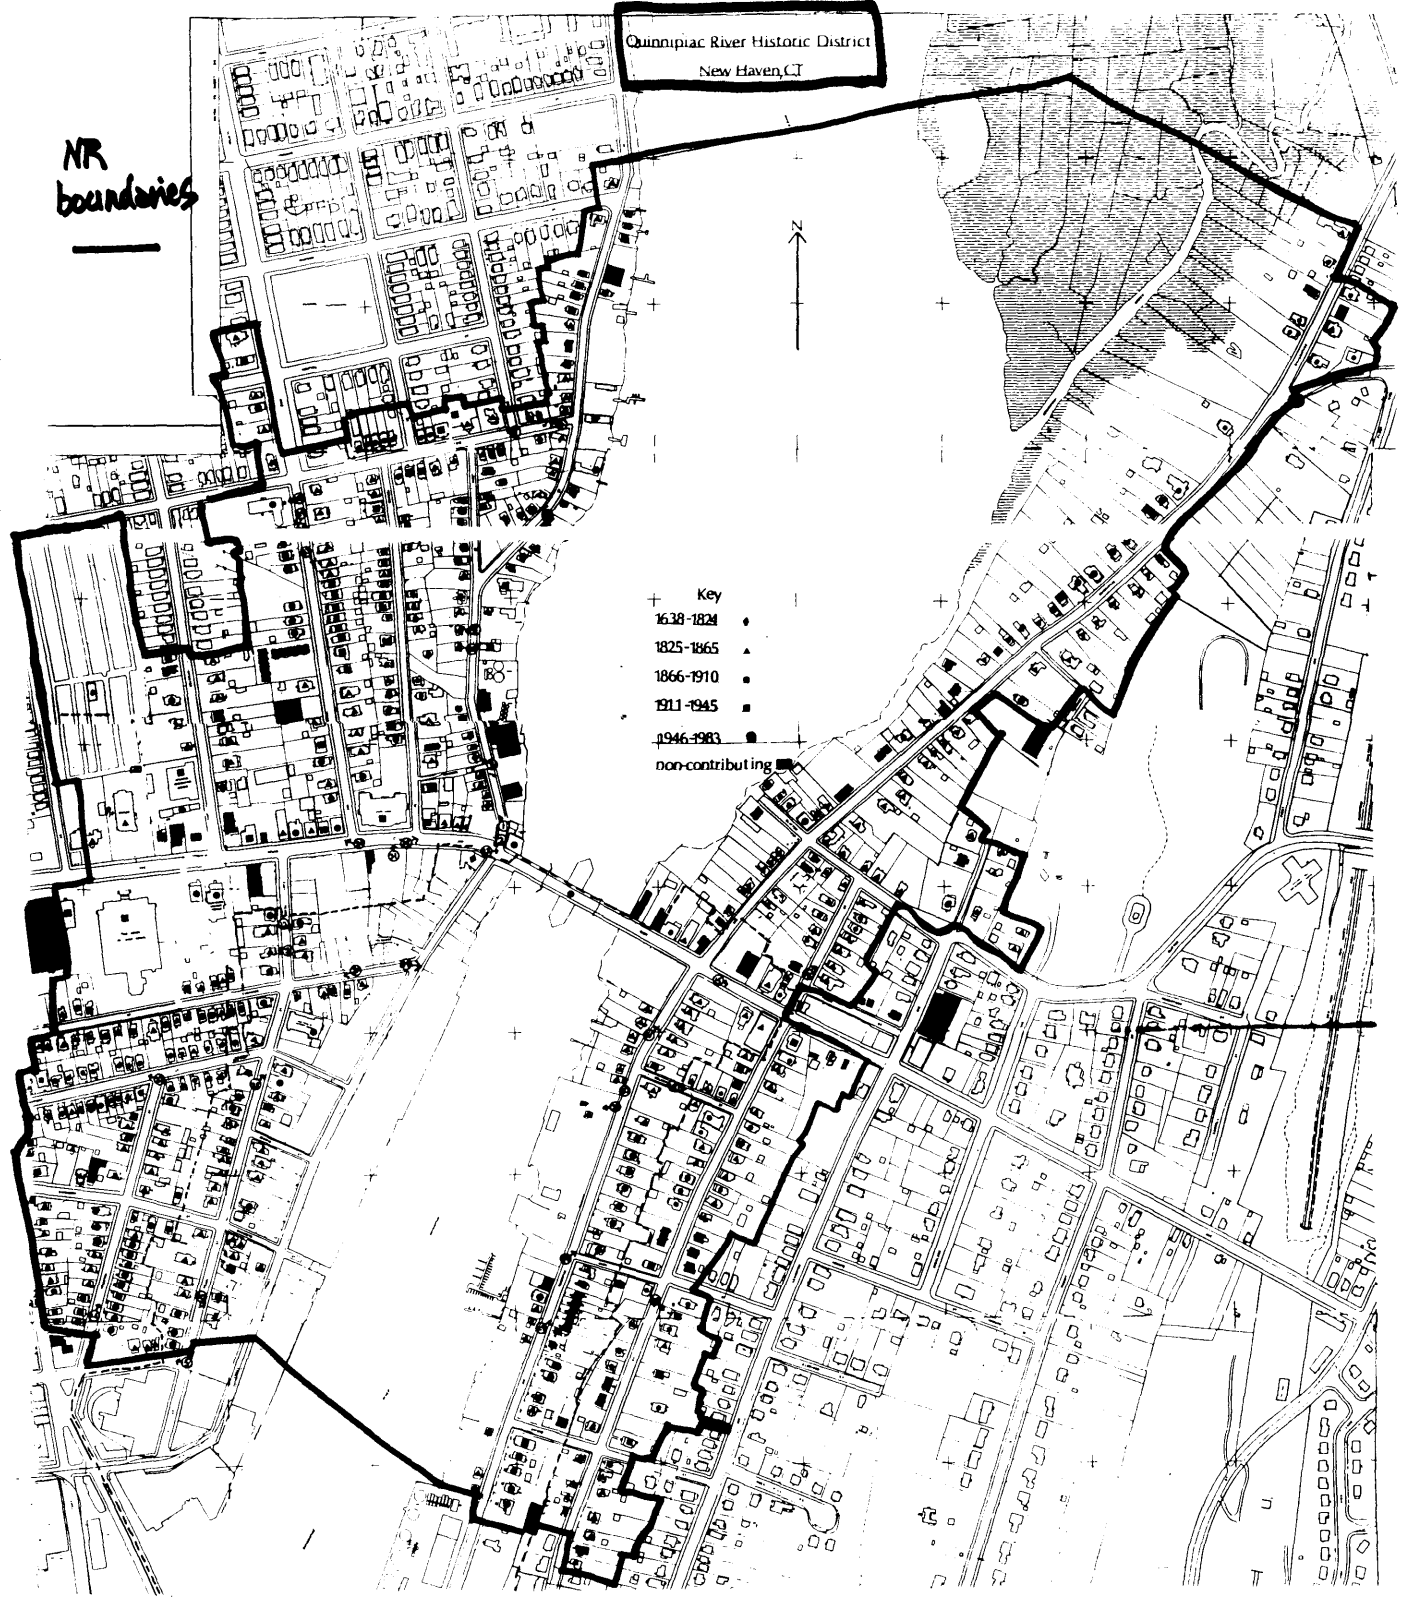 Quinnipiac River Historic District
New Haven, CT
NR
boundaries
N
Key
1638-1824
1825-1865
1866-1910
1911-1945
1946-1983
non-contributing